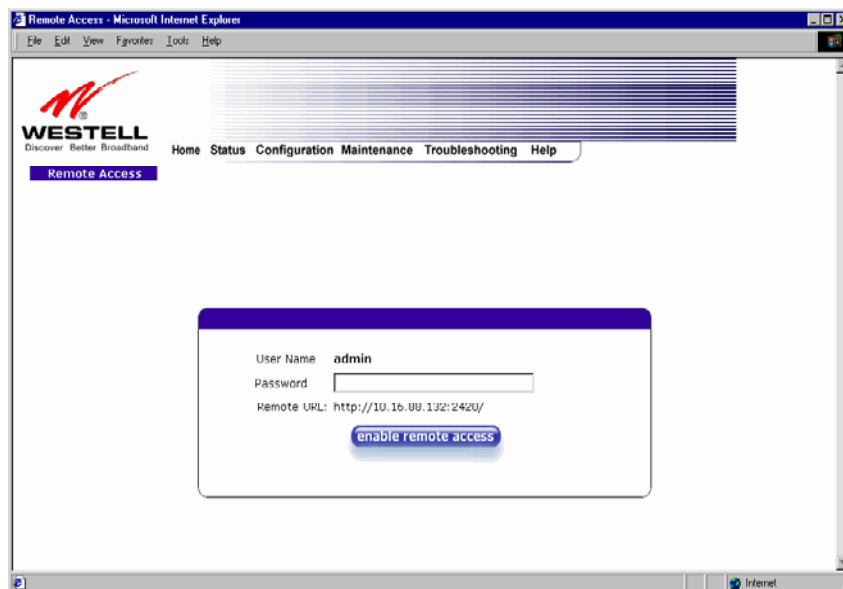 Remote Access - Microsoft Internet Explorer
File Edit View Favorites Tools Help
WESTELL
Discover Better Broadband
Home Status Configuration Maintenance Troubleshooting Help
Remote Access
User Name admin
Password
Remote URL: http://10.16.88.132:2420/
enable remote access
Internet